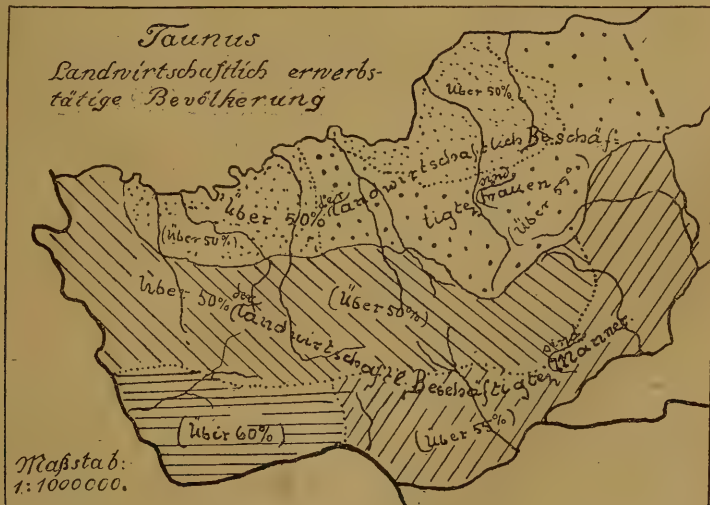 Taunus
Landwirtschaftlich erwerbs-
tätige Bevölkerung
Über 50%
Über 50% der landwirtschaftlich Beschäf-
tigten sind Frauen
(Über 55%)
(Über 50%)
Über 50% der landwirtschaftl. Beschäftigten sind Männer.
(Über 50%)
(Über 60%)
(Über 55%)
Maßstab:
1:1000000.